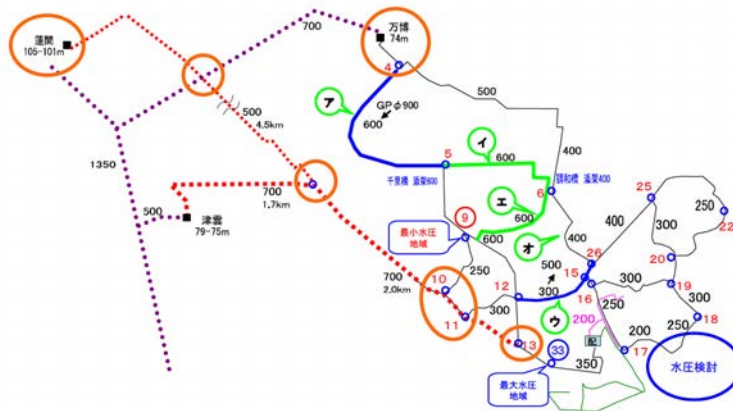 蓮間
105-101m
700
万博
74m
4
500
ア
GPφ900
600
500
4.5km
イ
5
600
400
千里橋 添架600
調和橋 添架400
6
エ
600
25
250
22
1350
700
1.7km
500
津雲
79-75m
9
最小水圧
地域
600
オ
400
400
300
26
20
700
2.0km
10
250
12
500
300
15
16
300
19
11
300
ウ
250
200
300
18
13
33
配
200
250
17
350
最大水圧
地域
水圧検討